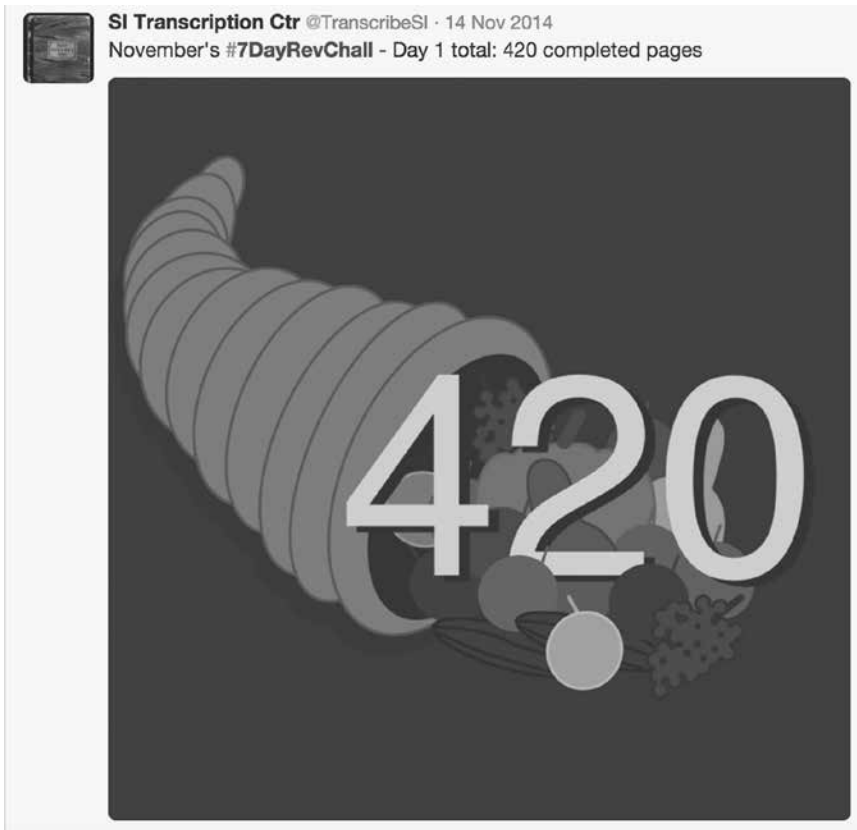 SI Transcription Ctr @TranscribeSI · 14 Nov 2014
November's #7DayRevChall - Day 1 total: 420 completed pages
420